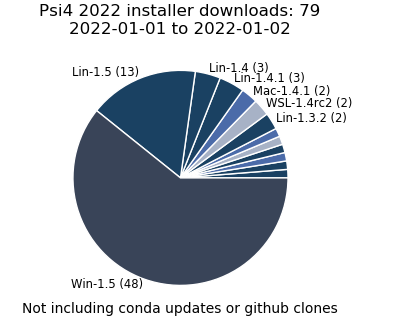 Psi4 2022 installer downloads: 79
2022-01-01 to 2022-01-02
Lin-1.4 (3)
Lin-1.5 (13)
Lin-1.4.1 (3)
Mac-1.4.1 (2)
WSL-1.4rc2 (2)
Lin-1.3.2 (2)
Win-1.5 (48)
Not including conda updates or github clones